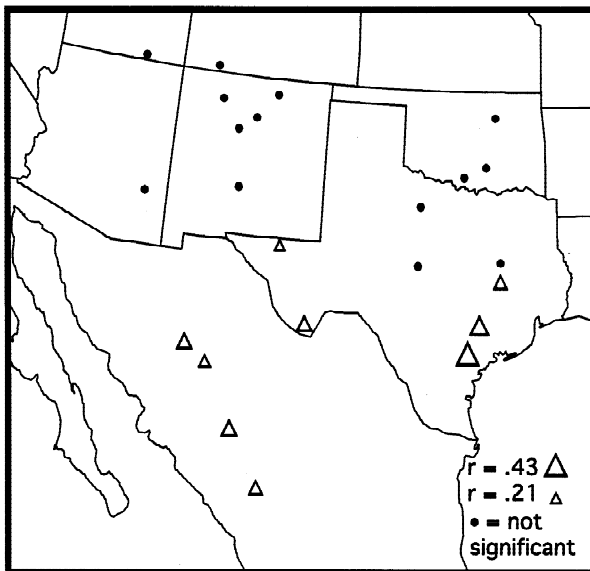 r = .43 △
r = .21 △
• = not
significant